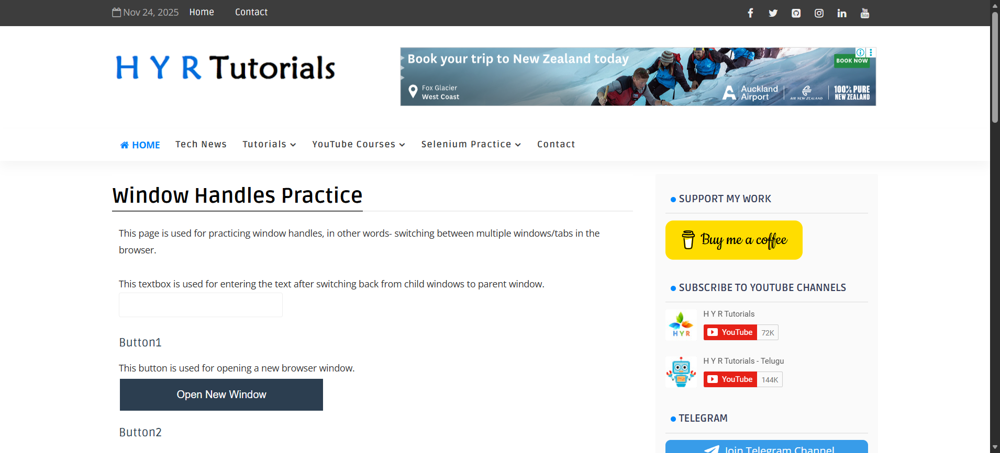 Nov 24, 2025 Home Contact
You Tube
H Y R Tutorials
Book your trip to New Zealand today
BOOK NOW
Fox Glacier
West Coast
Auckland Airport
AIR NEW ZEALAND
100% PURE NEW ZEALAND
HOME Tech News Tutorials YouTube Courses Selenium Practice Contact
Window Handles Practice
This page is used for practicing window handles, in other words- switching between multiple windows/tabs in the
browser.
This textbox is used for entering the text after switching back from child windows to parent window.
Button1
This button is used for opening a new browser window.
Open New Window
Button2
SUPPORT MY WORK
Buy me a coffee
SUBSCRIBE TO YOUTUBE CHANNELS
H Y R Tutorials
HYR
YouTube 72K
H Y R Tutorials - Telugu
YouTube 144K
TELEGRAM
Join Telegram Channel